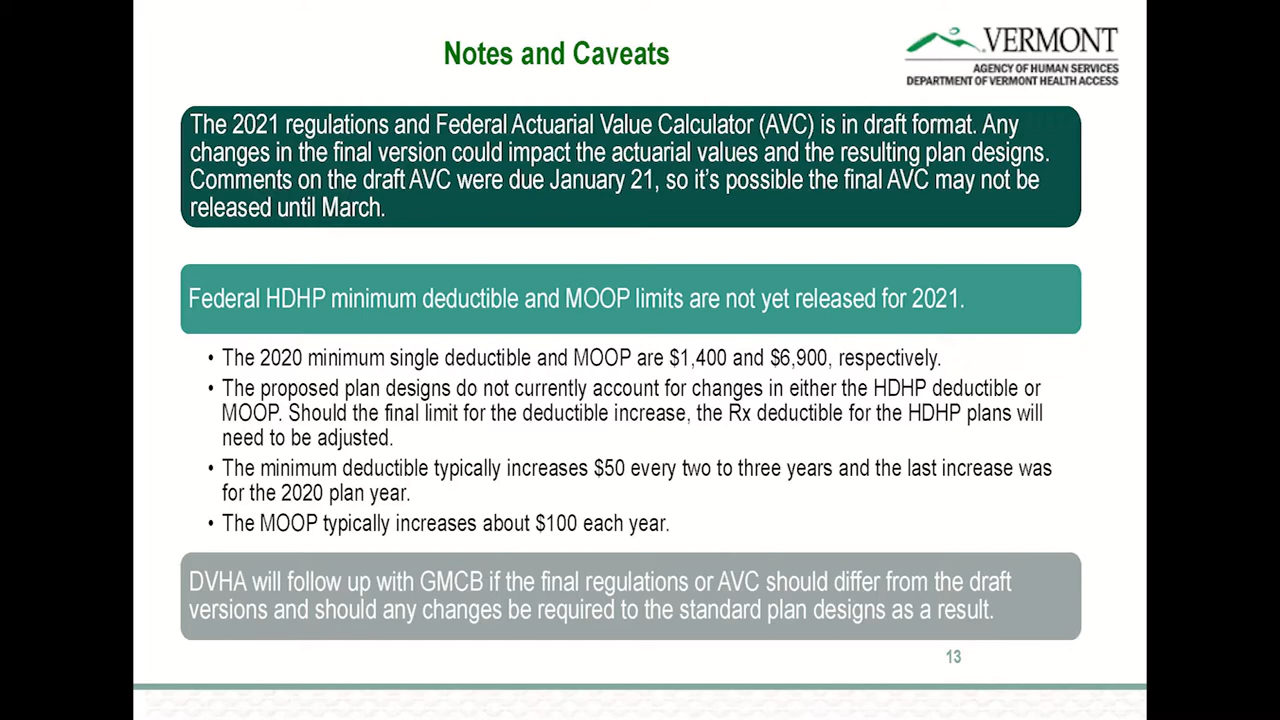 Notes and Caveats
VERMONT
AGENCY OF HUMAN SERVICES
DEPARTMENT OF VERMONT HEALTH ACCESS
The 2021 regulations and Federal Actuarial Value Calculator (AVC) is in draft format. Any
changes in the final version could impact the actuarial values and the resulting plan designs.
Comments on the draft AVC were due January 21, so it's possible the final AVC may not be
released until March.
Federal HDHP minimum deductible and MOOP limits are not yet released for 2021.
• The 2020 minimum single deductible and MOOP are $1,400 and $6,900, respectively.
• The proposed plan designs do not currently account for changes in either the HDHP deductible or
MOOP. Should the final limit for the deductible increase, the Rx deductible for the HDHP plans will
need to be adjusted.
• The minimum deductible typically increases $50 every two to three years and the last increase was
for the 2020 plan year.
• The MOOP typically increases about $100 each year.
DVHA will follow up with GMCB if the final regulations or AVC should differ from the draft
versions and should any changes be required to the standard plan designs as a result.
13